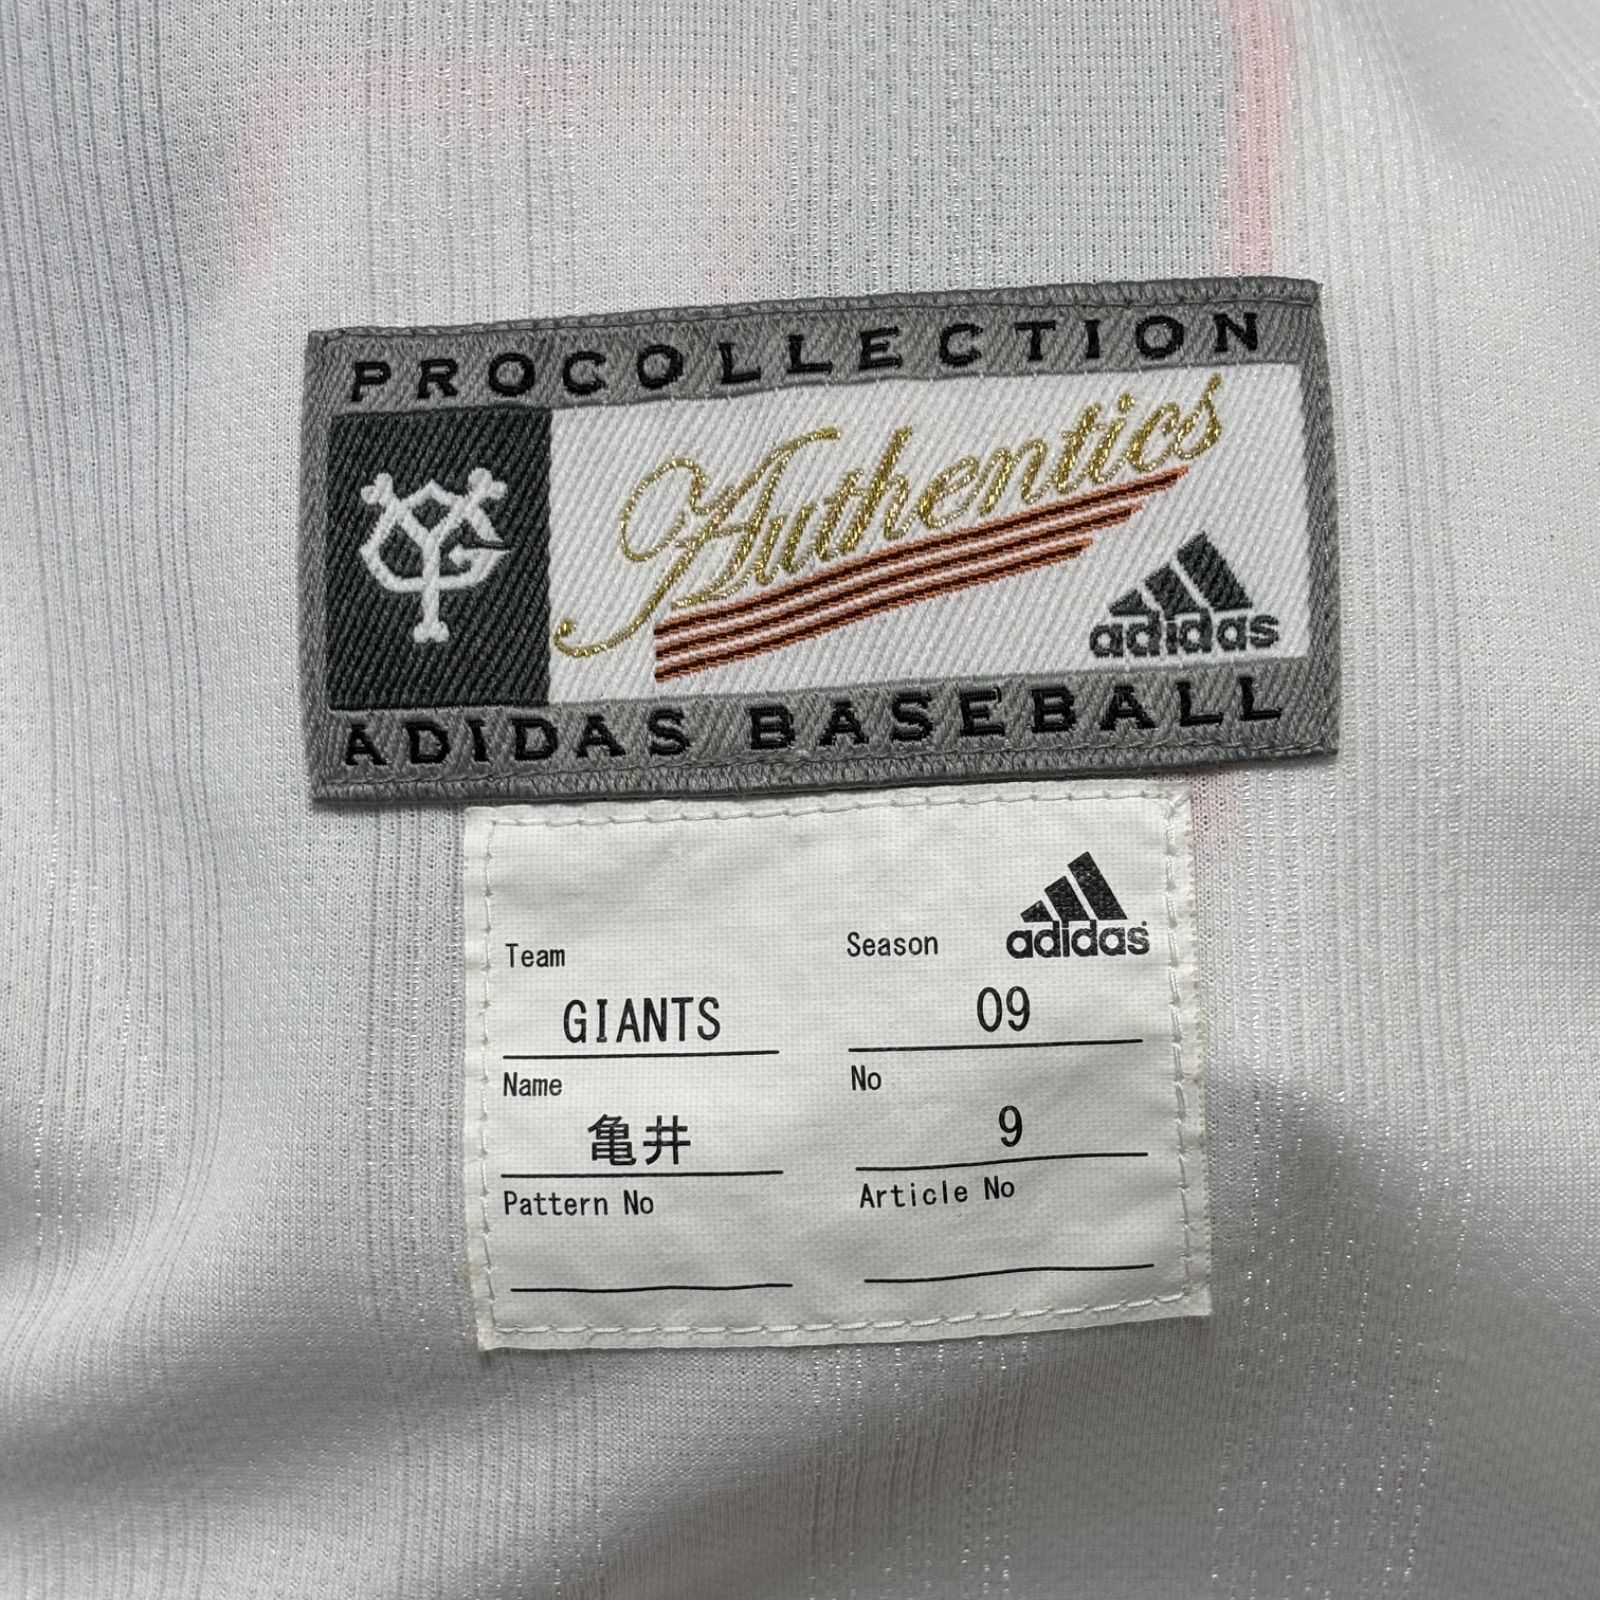 PROCOLLECTION
YG
Authentics
adidas
ADIDAS BASEBALL
adidas
Team Season
GIANTS 09
Name No
亀井 9
Pattern No Article No